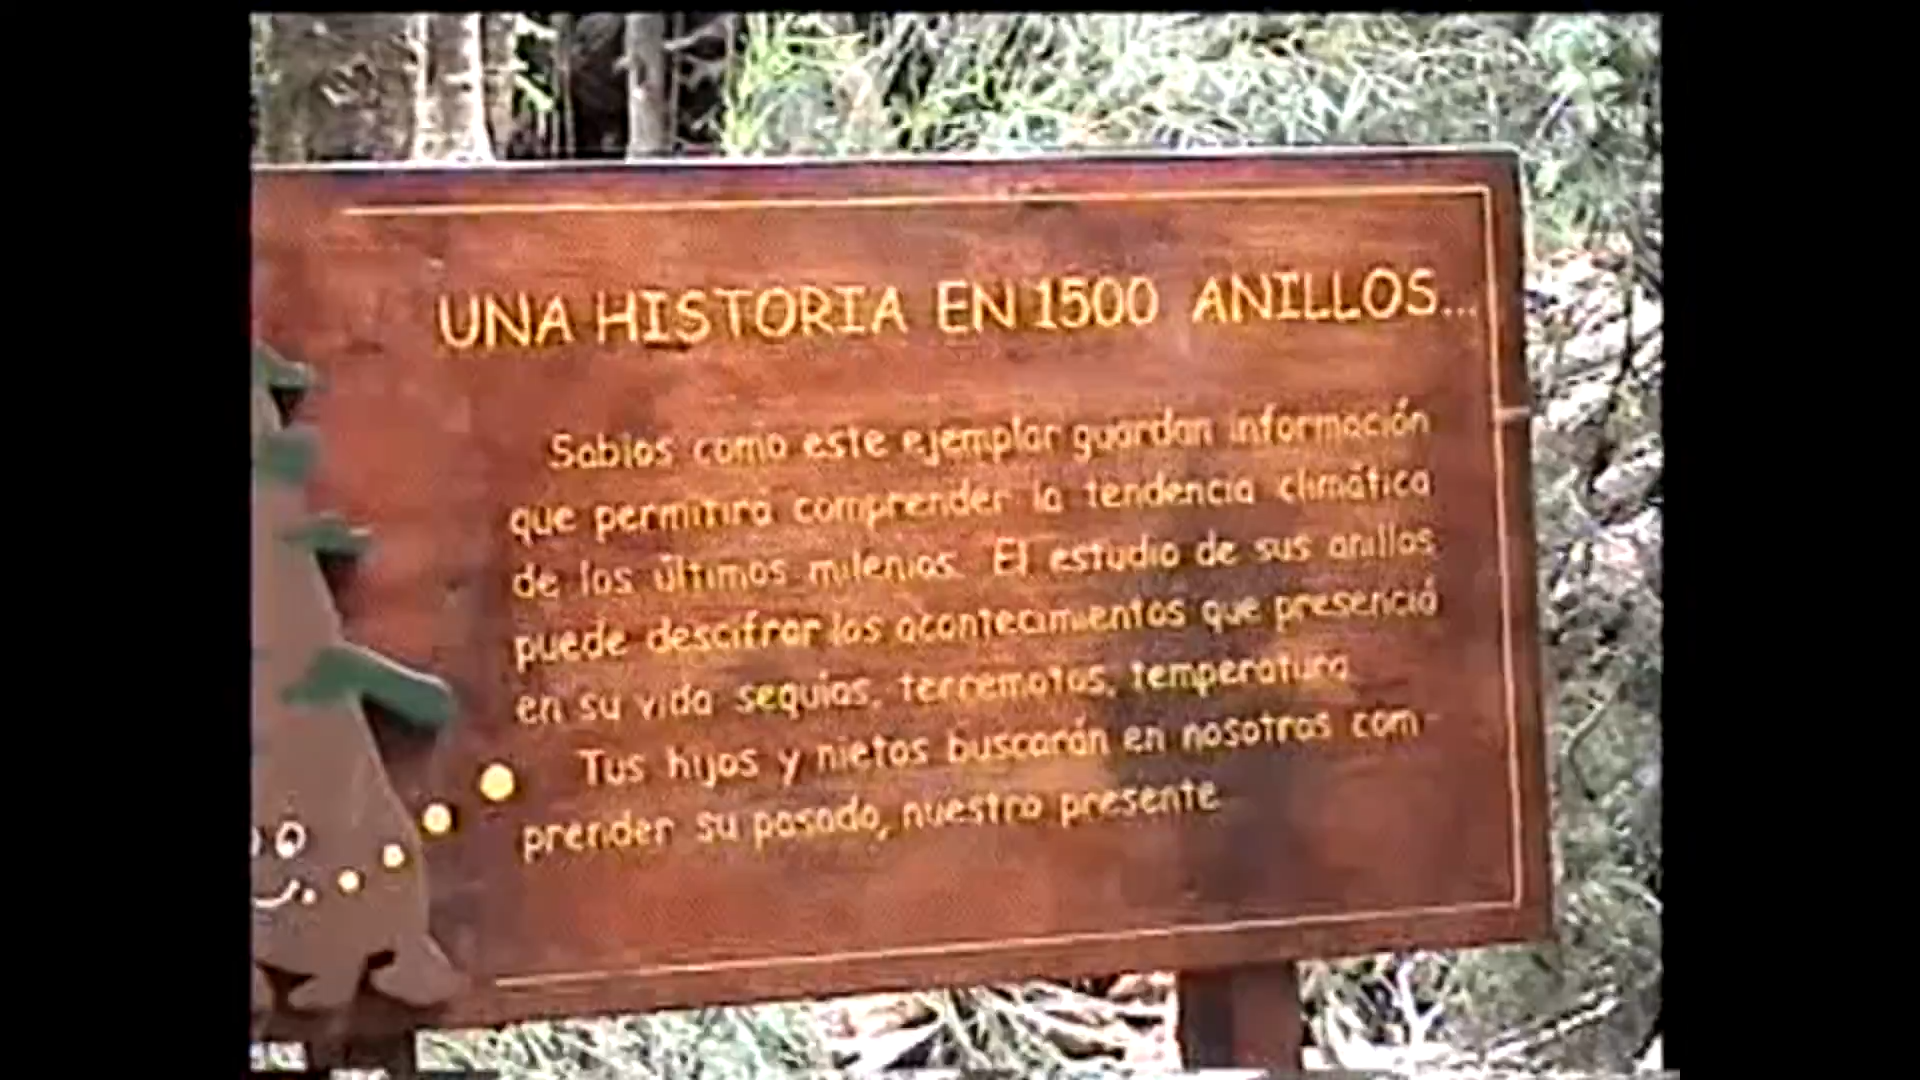 UNA HISTORIA EN 1500 ANILLOS...
Sabios como este ejemplar guardan información
que permitirá comprender la tendencia climática
de los últimos milenios. El estudio de sus anillos
puede descifrar los acontecimientos que presenció
en su vida sequías, terremotos, temperatura
Tus hijos y nietos buscarán en nosotros com-
prender su pasado, nuestro presente